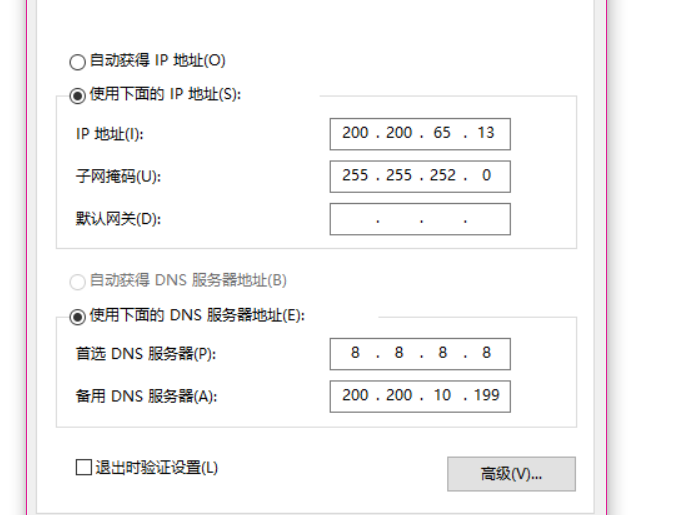 自动获得 IP 地址(O)
使用下面的 IP 地址(S):
IP 地址(I): 200 . 200 . 65 . 13
子网掩码(U): 255 . 255 . 252 . 0
默认网关(D): . . .
自动获得 DNS 服务器地址(B)
使用下面的 DNS 服务器地址(E):
首选 DNS 服务器(P): 8 . 8 . 8 . 8
备用 DNS 服务器(A): 200 . 200 . 10 . 199
退出时验证设置(L) 高级(V)...